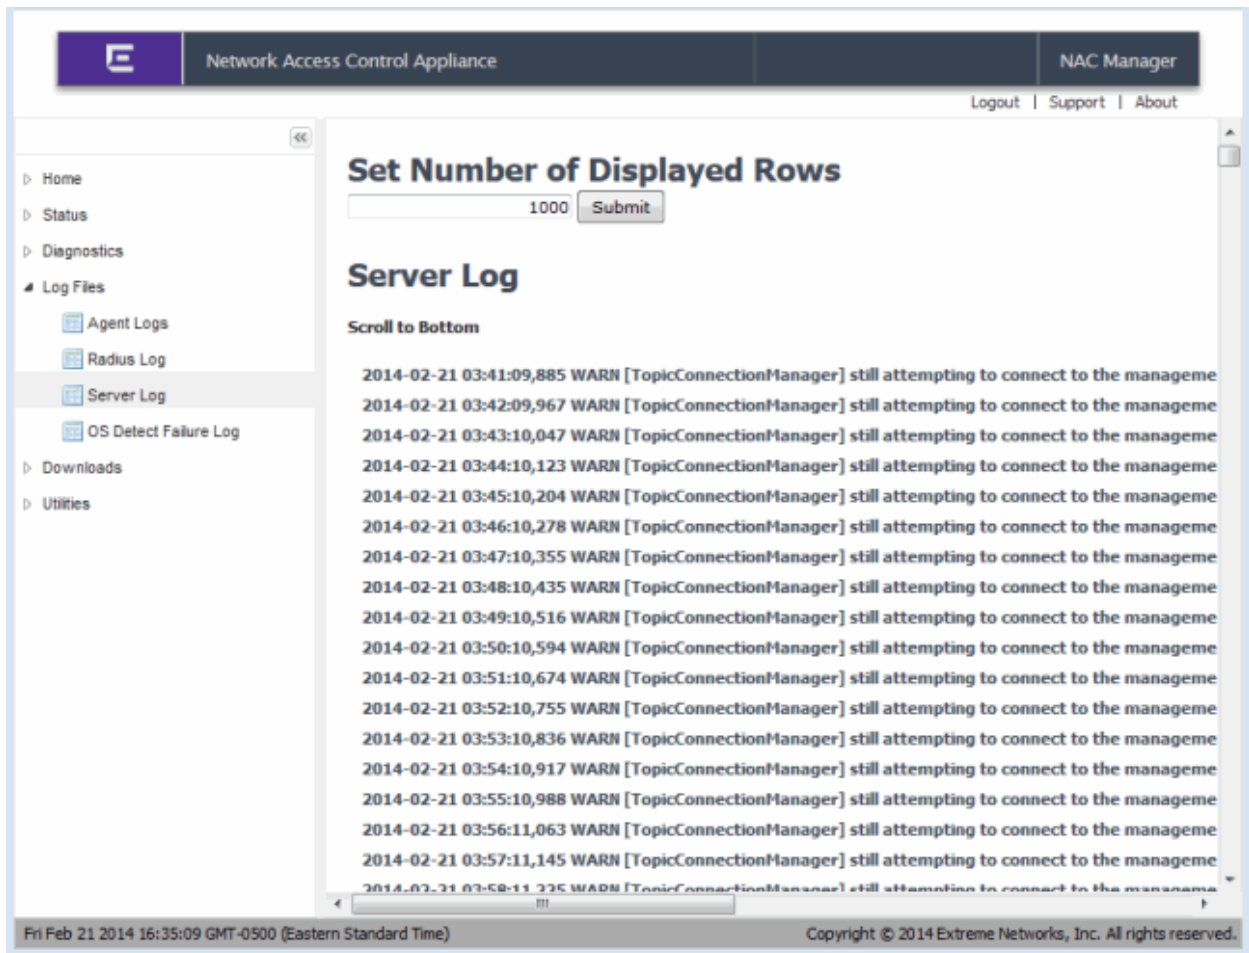 E
Network Access Control Appliance
NAC Manager
Logout | Support | About
Home
Status
Diagnostics
Log Files
Agent Logs
Radius Log
Server Log
OS Detect Failure Log
Downloads
Utilities
Set Number of Displayed Rows
1000 Submit
Server Log
Scroll to Bottom
2014-02-21 03:41:09,885 WARN [TopicConnectionManager] still attempting to connect to the manageme
2014-02-21 03:42:09,967 WARN [TopicConnectionManager] still attempting to connect to the manageme
2014-02-21 03:43:10,047 WARN [TopicConnectionManager] still attempting to connect to the manageme
2014-02-21 03:44:10,123 WARN [TopicConnectionManager] still attempting to connect to the manageme
2014-02-21 03:45:10,204 WARN [TopicConnectionManager] still attempting to connect to the manageme
2014-02-21 03:46:10,278 WARN [TopicConnectionManager] still attempting to connect to the manageme
2014-02-21 03:47:10,355 WARN [TopicConnectionManager] still attempting to connect to the manageme
2014-02-21 03:48:10,435 WARN [TopicConnectionManager] still attempting to connect to the manageme
2014-02-21 03:49:10,516 WARN [TopicConnectionManager] still attempting to connect to the manageme
2014-02-21 03:50:10,594 WARN [TopicConnectionManager] still attempting to connect to the manageme
2014-02-21 03:51:10,674 WARN [TopicConnectionManager] still attempting to connect to the manageme
2014-02-21 03:52:10,755 WARN [TopicConnectionManager] still attempting to connect to the manageme
2014-02-21 03:53:10,836 WARN [TopicConnectionManager] still attempting to connect to the manageme
2014-02-21 03:54:10,917 WARN [TopicConnectionManager] still attempting to connect to the manageme
2014-02-21 03:55:10,988 WARN [TopicConnectionManager] still attempting to connect to the manageme
2014-02-21 03:56:11,063 WARN [TopicConnectionManager] still attempting to connect to the manageme
2014-02-21 03:57:11,145 WARN [TopicConnectionManager] still attempting to connect to the manageme
2014-02-21 03:58:11,225 WARN [TopicConnectionManager] still attempting to connect to the manageme
Fri Feb 21 2014 16:35:09 GMT-0500 (Eastern Standard Time)
Copyright © 2014 Extreme Networks, Inc. All rights reserved.